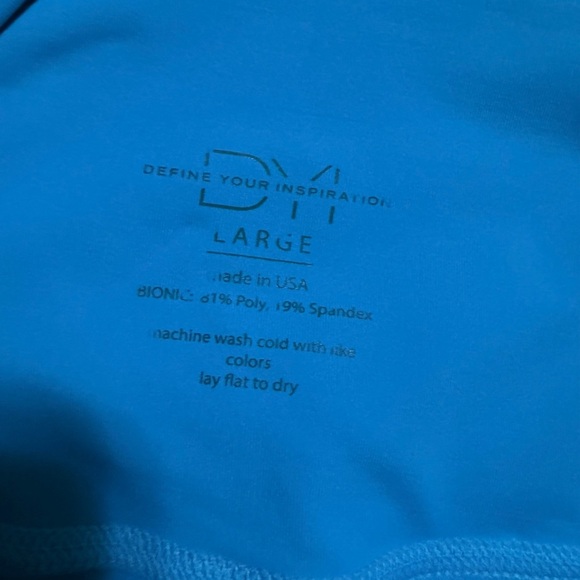 DYI
DEFINE YOUR INSPIRATION
LARGE
made in USA
BIONIC: 81% Poly, 19% Spandex
machine wash cold with like
colors
lay flat to dry